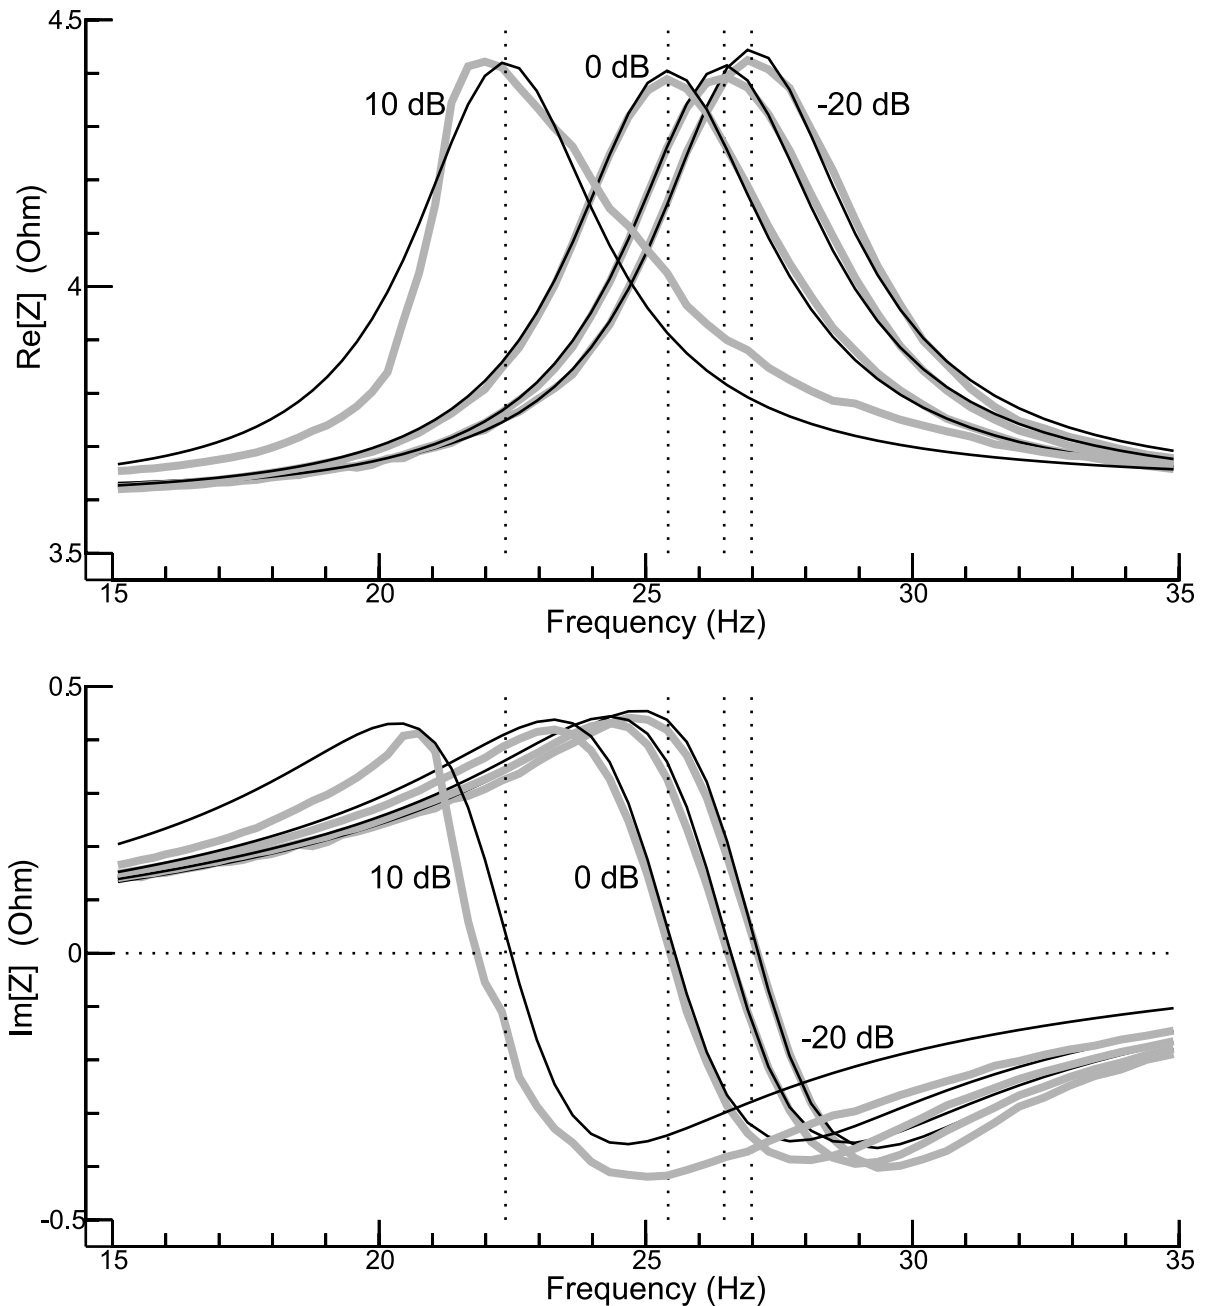 4.5
0 dB
10 dB
-20 dB
Re[Z] (Ohm)
4
3.5
15 20 25 30 35
Frequency (Hz)
0.5
10 dB 0 dB
Im[Z] (Ohm)
0
-20 dB
-0.5
15 20 25 30 35
Frequency (Hz)